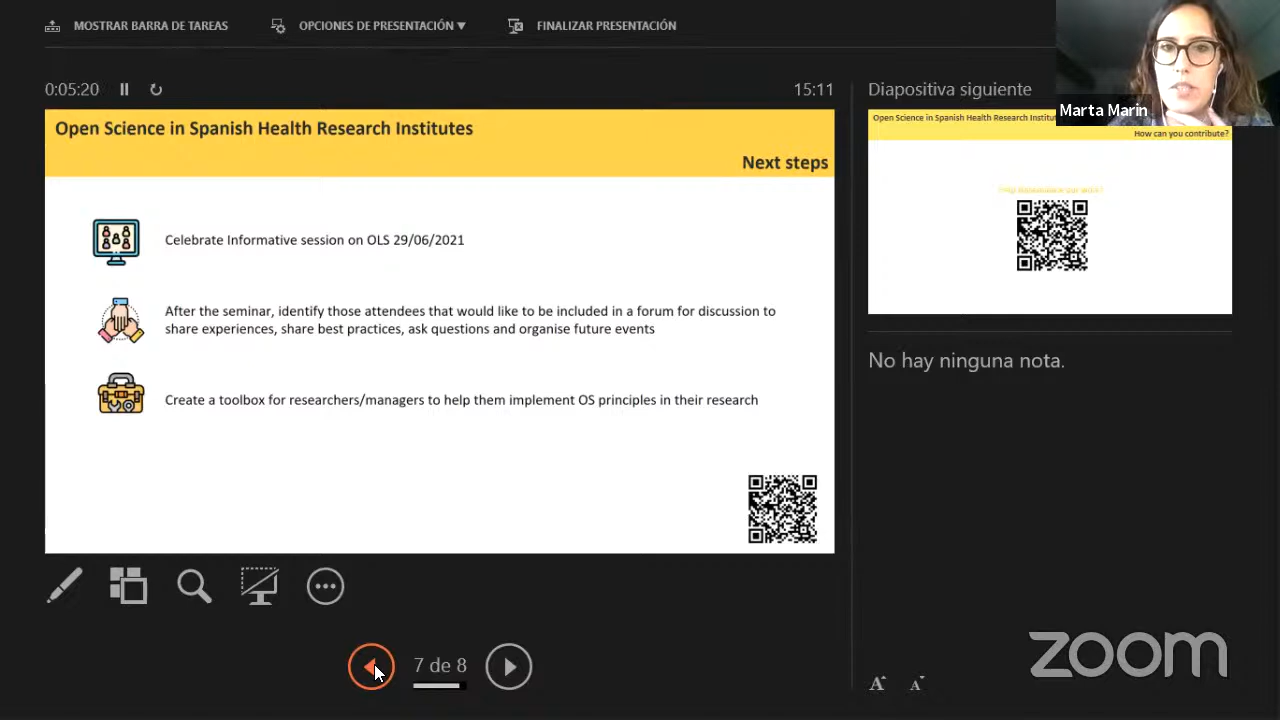 MOSTRAR BARRA DE TAREAS
OPCIONES DE PRESENTACIÓN ▼
FINALIZAR PRESENTACIÓN
0:05:20
15:11
Open Science in Spanish Health Research Institutes
Next steps
Celebrate Informative session on OLS 29/06/2021
After the seminar, identify those attendees that would like to be included in a forum for discussion to
share experiences, share best practices, ask questions and organise future events
Create a toolbox for researchers/managers to help them implement OS principles in their research
7 de 8
Diapositiva siguiente
Marta Marin
Open Science in Spanish Health Research
How can you contribute?
No hay ninguna nota.
A A
zoom